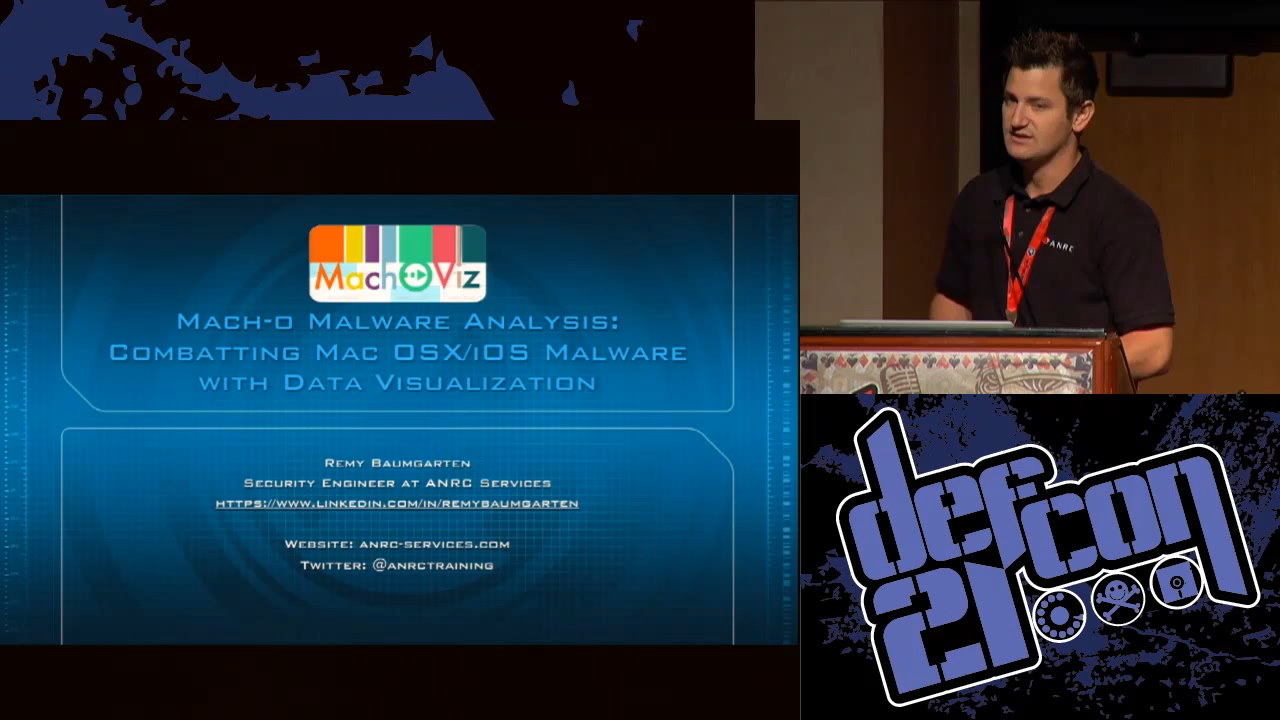 MachOViz
Mach-o Malware Analysis:
Combatting Mac OSX/iOS Malware
with Data Visualization
Remy Baumgarten
Security Engineer at ANRC Services
https://www.linkedin.com/in/remybaumgarten
Website: anrc-services.com
Twitter: @anrctraining
ANRC
defcon
21